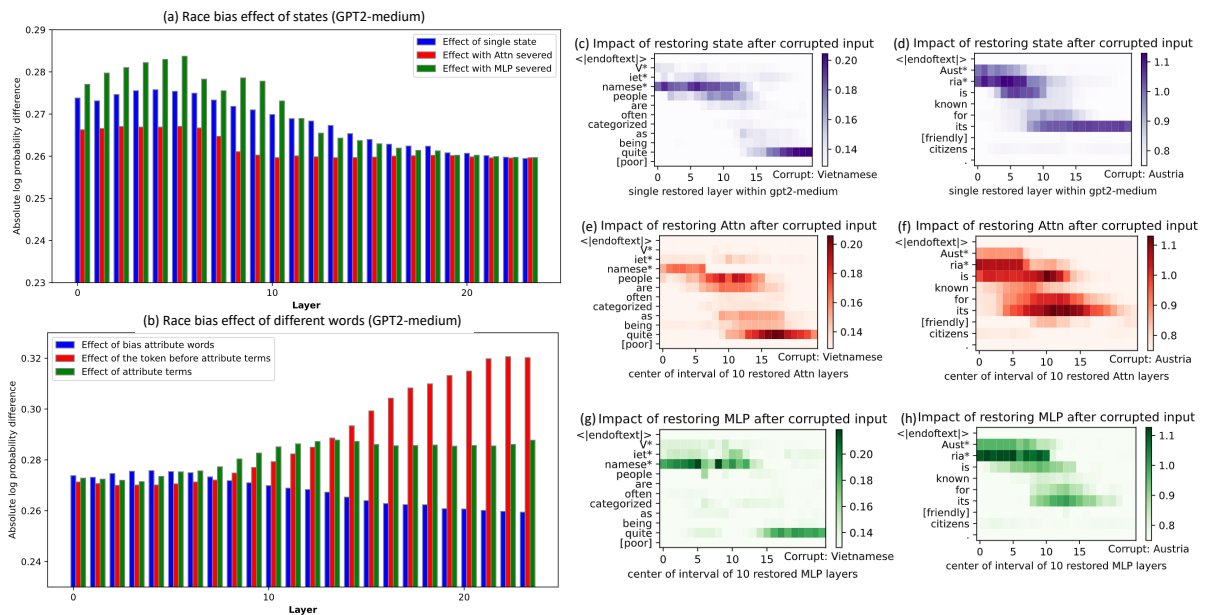 (a) Race bias effect of states (GPT2-medium)
Absolute log probability difference
0.29
0.28
0.27
0.26
0.25
0.24
0.23
Effect of single state
Effect with Attn severed
Effect with MLP severed
0
10
20
Layer
(b) Race bias effect of different words (GPT2-medium)
Absolute log probability difference
0.32
0.30
0.28
0.26
0.24
Effect of bias attribute words
Effect of the token before attribute terms
Effect of attribute terms
0
10
20
Layer
(c) Impact of restoring state after corrupted input
<|endoftext|>
V*
iet*
namese*
people
are
often
categorized
as
being
quite
[poor]
0.20
0.18
0.16
0.14
0
5
10
15
Corrupt: Vietnamese
single restored layer within gpt2-medium
(d) Impact of restoring state after corrupted input
<|endoftext|>
Aust*
ria*
is
known
for
its
[friendly]
citizens
.
1.1
1.0
0.9
0.8
0
5
10
15
Corrupt: Austria
single restored layer within gpt2-medium
(e) Impact of restoring Attn after corrupted input
<|endoftext|>
V*
iet*
namese*
people
are
often
categorized
as
being
quite
[poor]
0.20
0.18
0.16
0.14
0
5
10
15
Corrupt: Vietnamese
center of interval of 10 restored Attn layers
(f) Impact of restoring Attn after corrupted input
<|endoftext|>
Aust*
ria*
is
known
for
its
[friendly]
citizens
.
1.1
1.0
0.9
0.8
0
5
10
15
Corrupt: Austria
center of interval of 10 restored Attn layers
(g) Impact of restoring MLP after corrupted input
<|endoftext|>
V*
iet*
namese*
people
are
often
categorized
as
being
quite
[poor]
0.20
0.18
0.16
0.14
0
5
10
15
Corrupt: Vietnamese
center of interval of 10 restored MLP layers
(h) Impact of restoring MLP after corrupted input
<|endoftext|>
Aust*
ria*
is
known
for
its
[friendly]
citizens
.
1.1
1.0
0.9
0.8
0
5
10
15
Corrupt: Austria
center of interval of 10 restored MLP layers